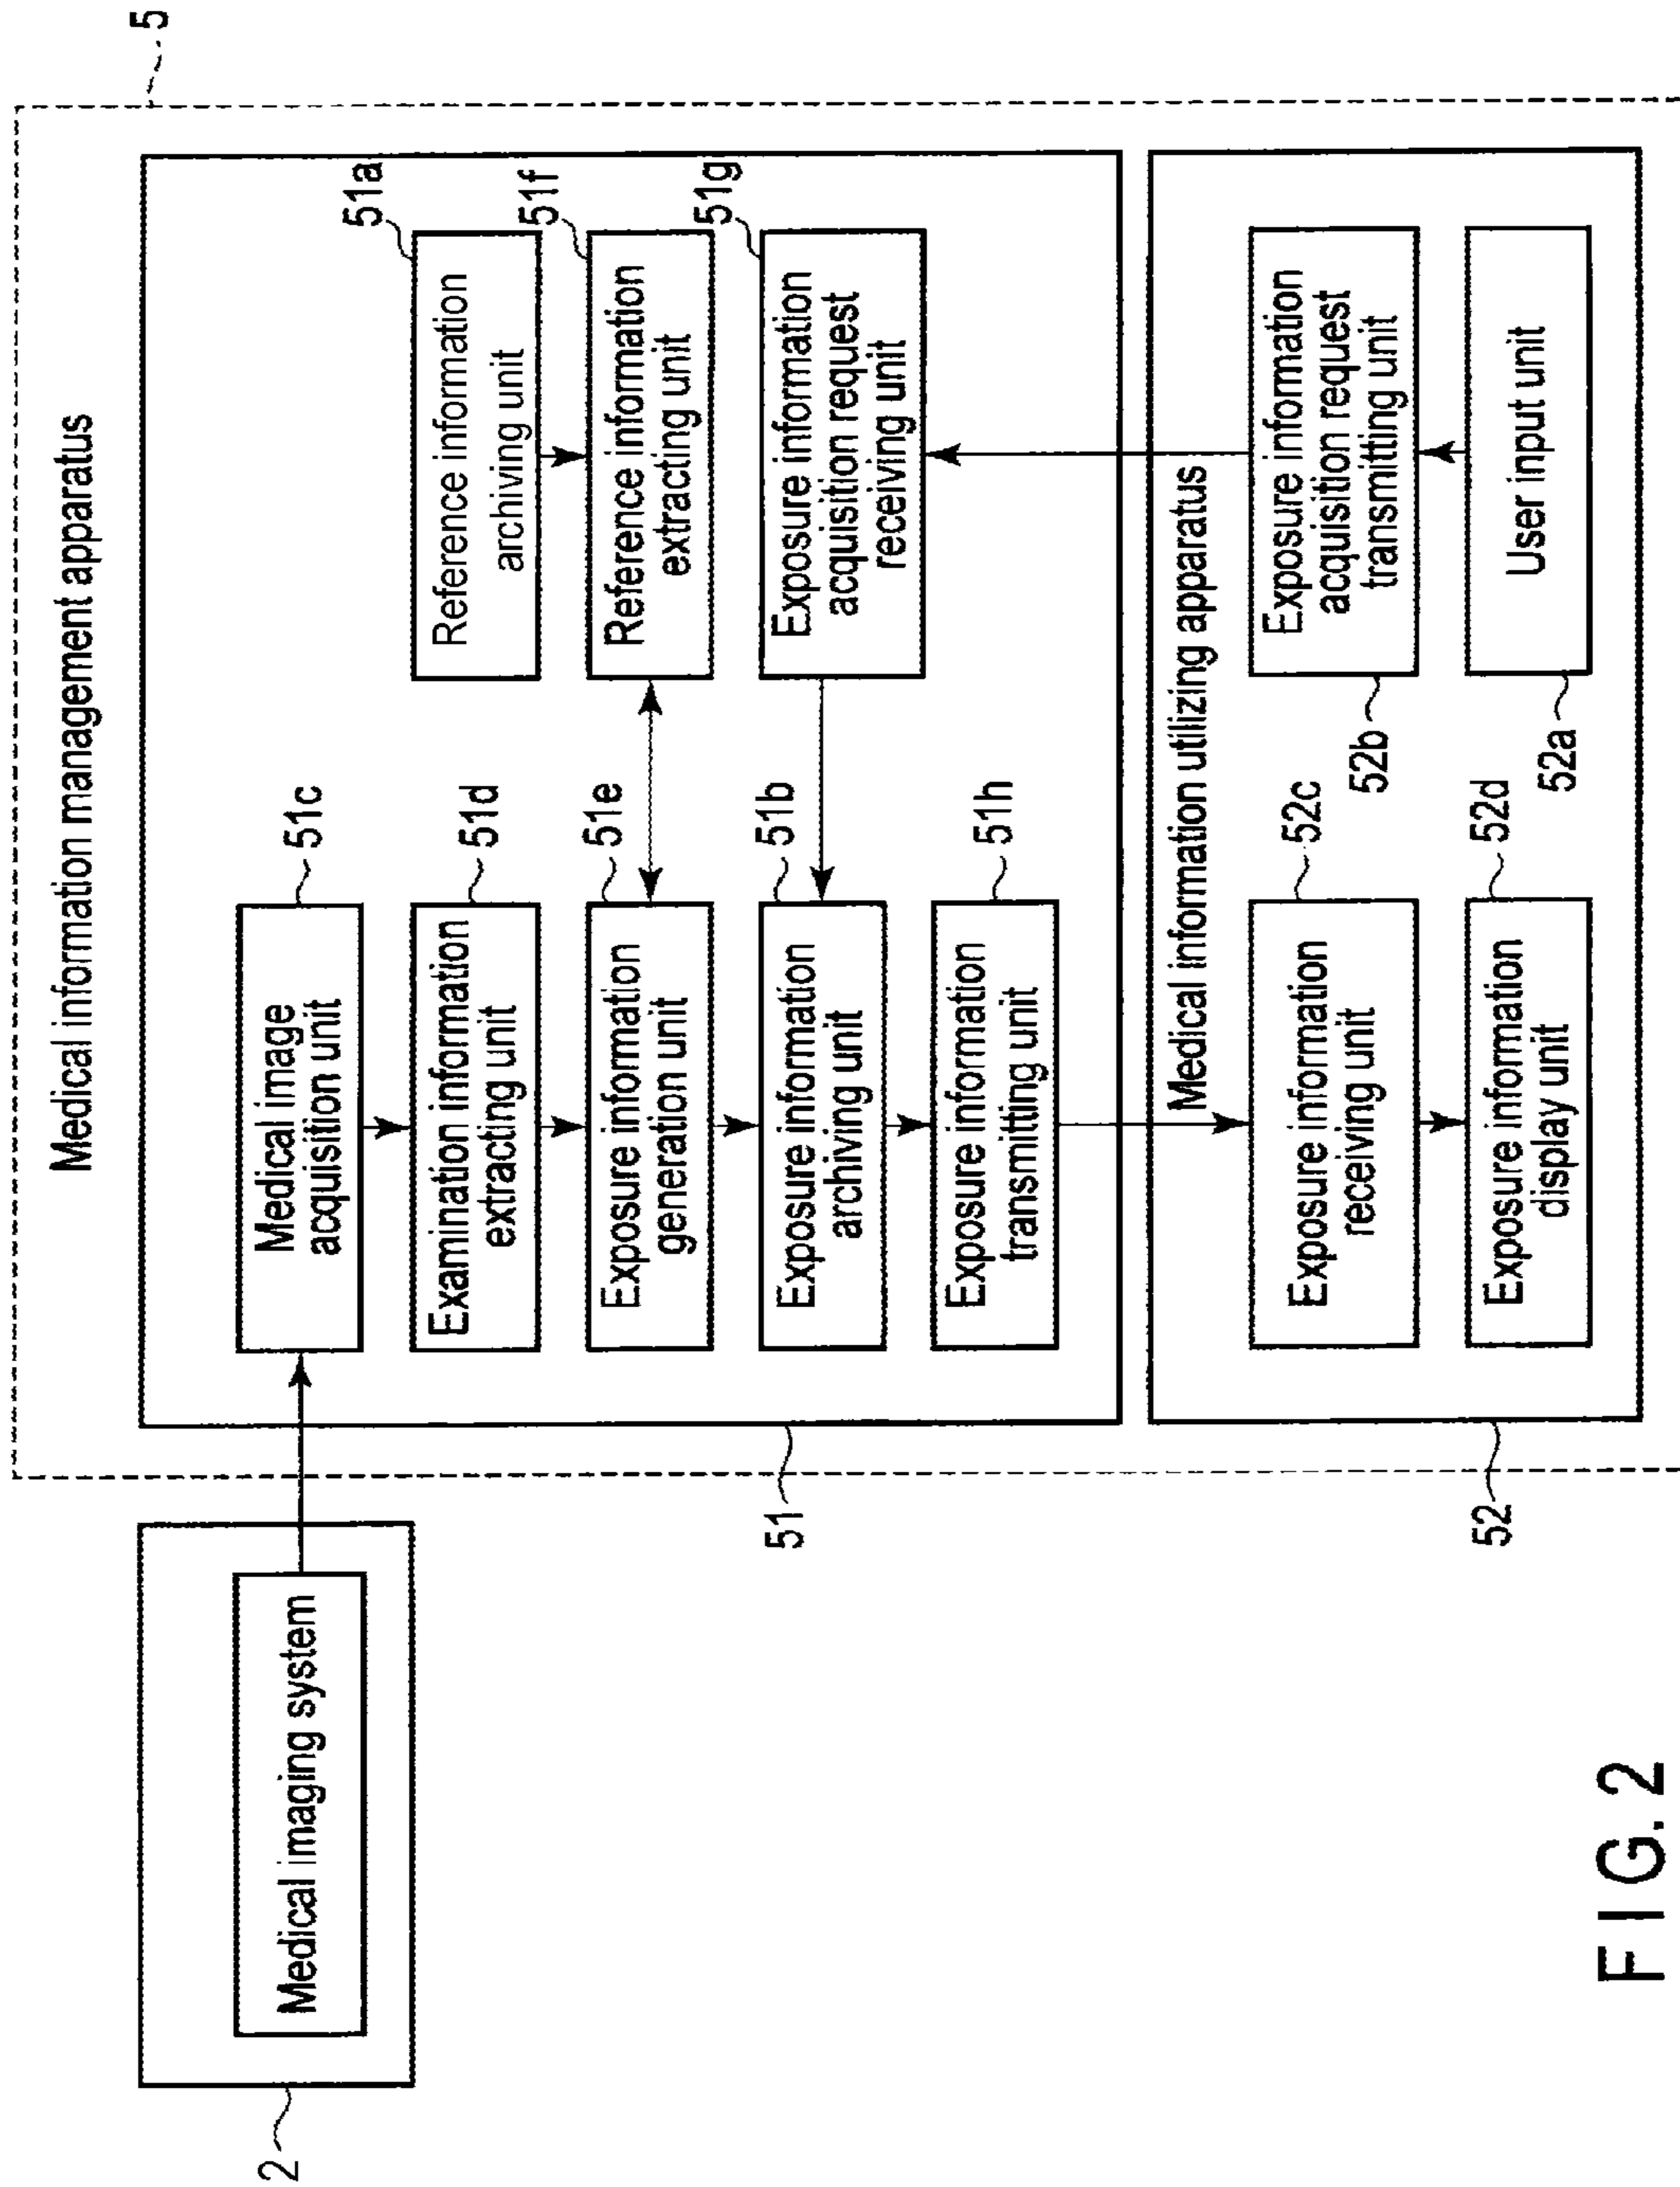 5
Medical information management apparatus
2
Medical imaging system
51
51c
Medical image
acquisition unit
51d
Examination information
extracting unit
51a
Reference information
archiving unit
51e
Exposure information
generation unit
51f
Reference information
extracting unit
51b
Exposure information
archiving unit
51g
Exposure information
acquisition request
receiving unit
51h
Exposure information
transmitting unit
Medical information utilizing apparatus
52
52c
Exposure information
receiving unit
Exposure information
acquisition request
transmitting unit
52b
52d
Exposure information
display unit
User input unit
52a
FIG. 2